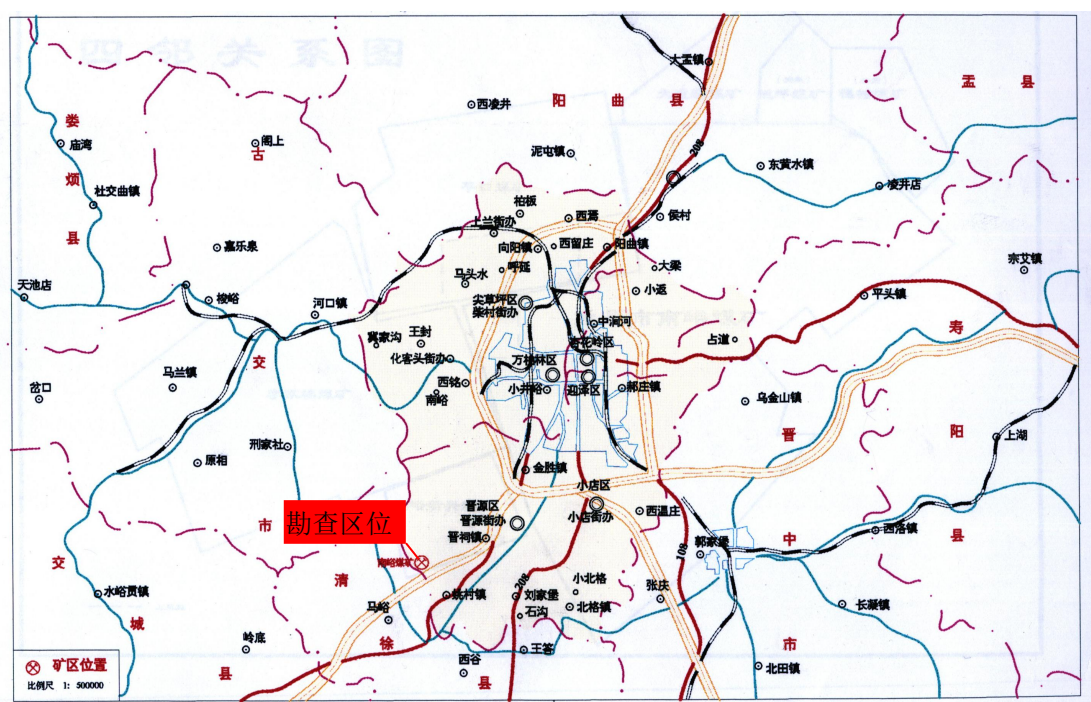 大盂镇
盂 县
西凌井
阳 曲 县
娄
烦
县
庙湾
阁上
古
泥屯镇
208
东黄水镇
凌井店
杜交曲镇
柏板
西墕
侯村
上兰街办
向阳镇
西留庄
阳曲镇
嘉乐泉
呼延
马头水
大梁
宗艾镇
天池店
梭峪
河口镇
尖草坪区
柴村街办
小返
平头镇
中涧河
冀家沟
王封
杏花岭区
占道
寿
化客头街办
万柏林区
交
马兰镇
西铭
小井峪
迎泽区
郝庄镇
岔口
南峪
乌金山镇
晋
阳
上湖
邢家社
原相
金胜镇
小店区
晋源区
晋源街办
小店街办
西温庄
勘查区位
市
晋祠镇
西洛镇
郭家堡
中
县
108
南峪煤矿
交
清
小北格
张庆
水峪贯镇
姚村镇
208
刘家堡
北格镇
长凝镇
马峪
石沟
城
岭底
徐
王答
市
西谷
北田镇
县
县
矿区位置
比例尺 1: 500000